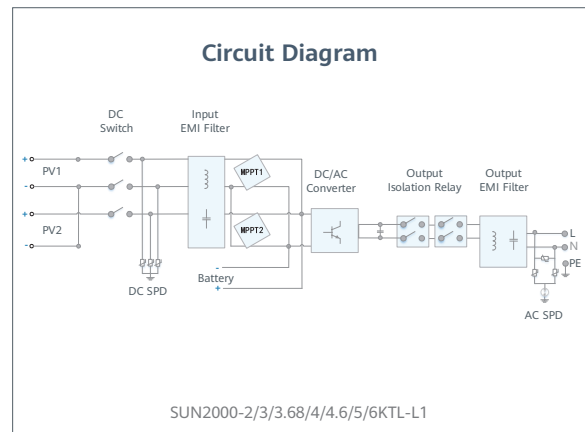 Circuit Diagram
DC
Switch
Input
EMI Filter
DC/AC
Converter
Output
Isolation Relay
Output
EMI Filter
+
PV1
-
+
PV2
-
MPPT1
MPPT2
-
Battery
+
DC SPD
L
N
PE
AC SPD
SUN2000-2/3/3.68/4/4.6/5/6KTL-L1